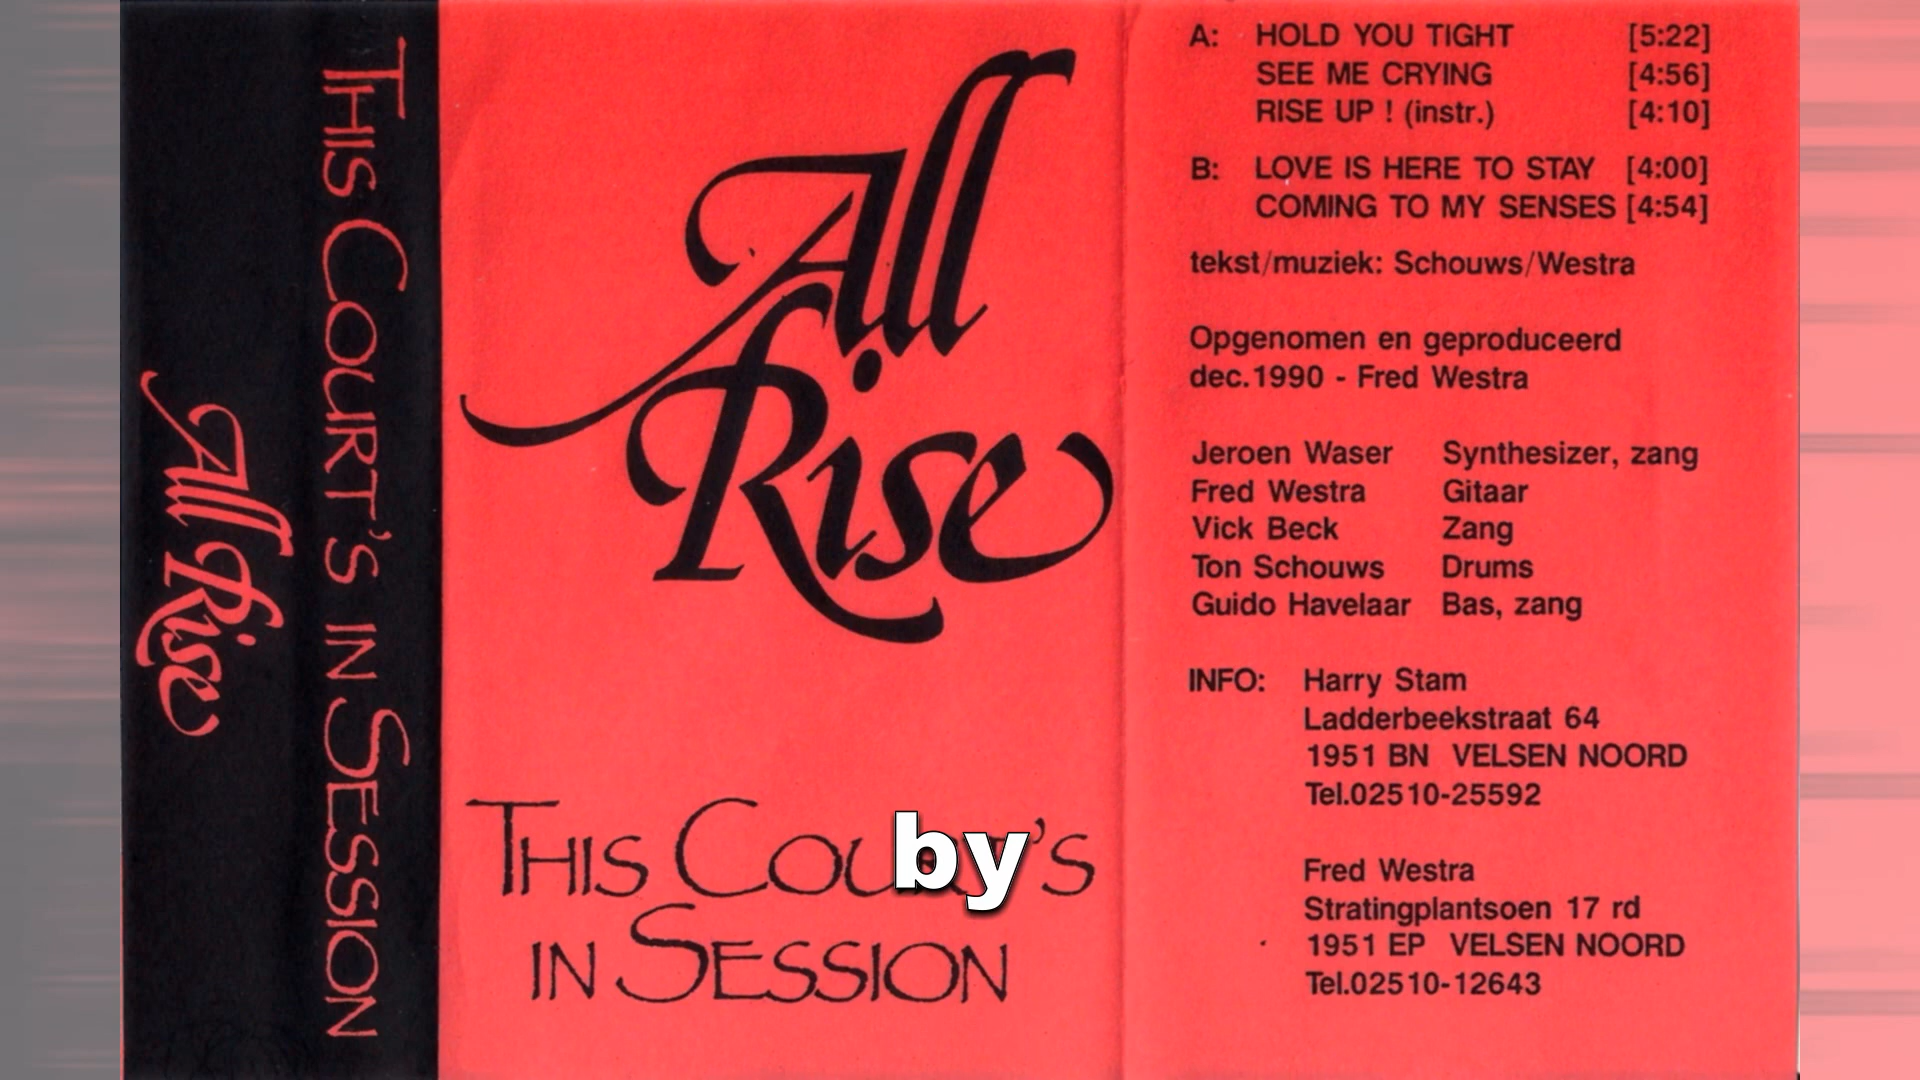 THIS COURT'S IN SESSION
All Rise
All
Rise
THIS COURT'S
IN SESSION
by
A: HOLD YOU TIGHT [5:22]
SEE ME CRYING [4:56]
RISE UP ! (instr.) [4:10]
B: LOVE IS HERE TO STAY [4:00]
COMING TO MY SENSES [4:54]
tekst/muziek: Schouws/Westra
Opgenomen en geproduceerd
dec.1990 - Fred Westra
Jeroen Waser Synthesizer, zang
Fred Westra Gitaar
Vick Beck Zang
Ton Schouws Drums
Guido Havelaar Bas, zang
INFO: Harry Stam
Ladderbeekstraat 64
1951 BN VELSEN NOORD
Tel.02510-25592
Fred Westra
Stratingplantsoen 17 rd
1951 EP VELSEN NOORD
Tel.02510-12643